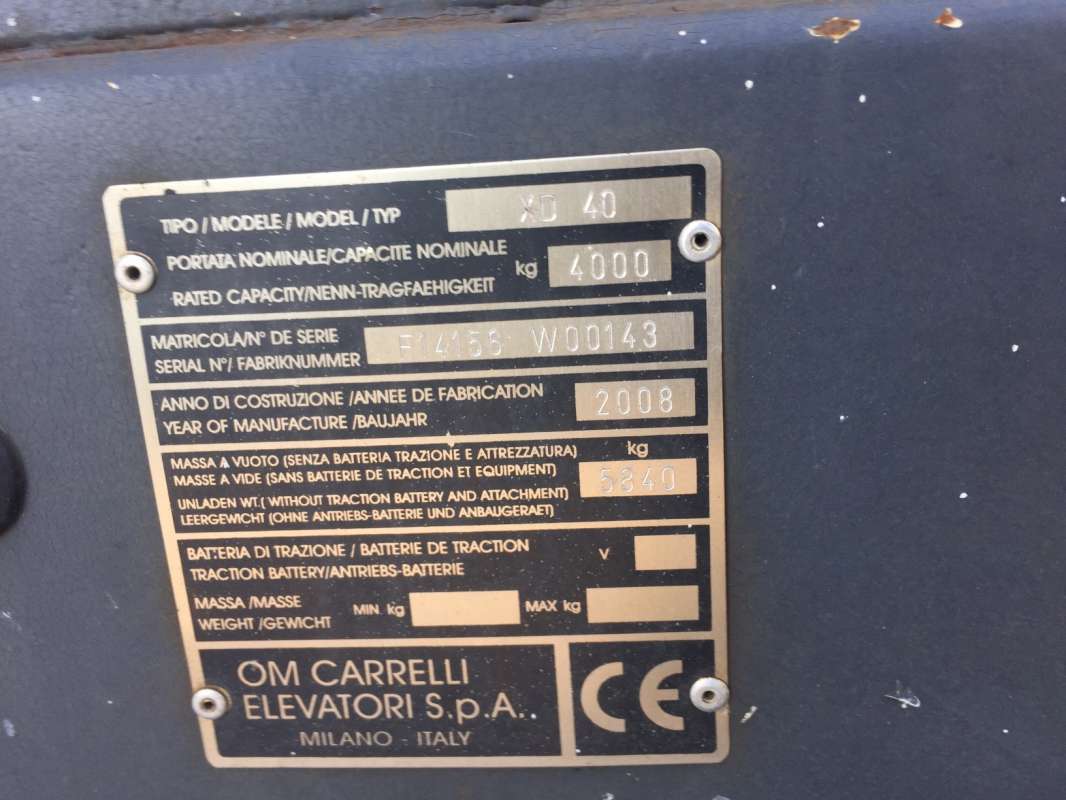 TIPO / MODELE / MODEL / TYP XD 40
PORTATA NOMINALE/CAPACITE NOMINALE
RATED CAPACITY/NENN-TRAGFAEHIGKEIT kg 4000
MATRICOLA/N° DE SERIE
SERIAL N°/ FABRIKNUMMER F14156 W00143
ANNO DI COSTRUZIONE /ANNEE DE FABRICATION
YEAR OF MANUFACTURE /BAUJAHR 2008
MASSA A VUOTO (SENZA BATTERIA TRAZIONE E ATTREZZATURA) kg
MASSE A VIDE (SANS BATTERIE DE TRACTION ET EQUIPMENT) 5840
UNLADEN WT.( WITHOUT TRACTION BATTERY AND ATTACHMENT)
LEERGEWICHT (OHNE ANTRIEBS-BATTERIE UND ANBAUGERAET)
BATTERIA DI TRAZIONE / BATTERIE DE TRACTION V
TRACTION BATTERY/ANTRIEBS-BATTERIE
MASSA /MASSE MIN kg MAX kg
WEIGHT /GEWICHT
OM CARRELLI
ELEVATORI S.p.A.
MILANO - ITALY
CE